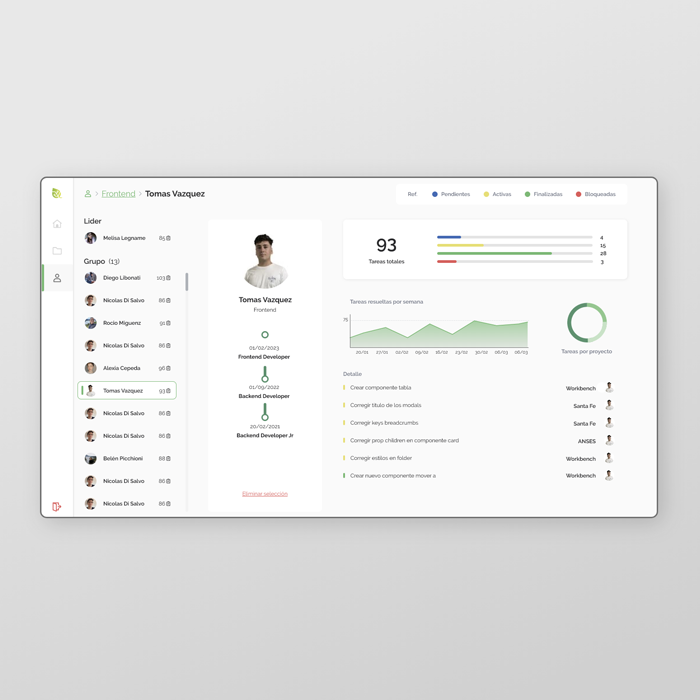 Frontend > Tomas Vazquez
Ref. Pendientes Activas Finalizadas Bloqueadas
Líder
Melisa Legname 85
Grupo (13)
Diego Libonati 103
Nicolas Di Salvo 86
Rocio Miguenz 91
Nicolas Di Salvo 86
Alexia Cepeda 96
Tomas Vazquez 93
Nicolas Di Salvo 86
Nicolas Di Salvo 86
Belén Picchioni 88
Nicolas Di Salvo 86
Nicolas Di Salvo 86
Tomas Vazquez
Frontend
01/02/2023
Frontend Developer
01/09/2022
Backend Developer
20/02/2021
Backend Developer Jr
Eliminar selección
93
Tareas totales
4
15
28
3
Tareas resueltas por semana
75
20/01 27/01 02/02 09/02 16/02 23/02 30/02 06/03 08/03
Tareas por proyecto
Detalle
Crear componente tabla Workbench
Corregir titulo de los modals Santa Fe
Corregir keys breadcrumbs Santa Fe
Corregir prop children en componente card ANSES
Corregir estilos en folder Workbench
Crear nuevo componente mover a Workbench